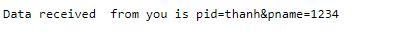 Data received  from you is pid=thanh&pname=1234